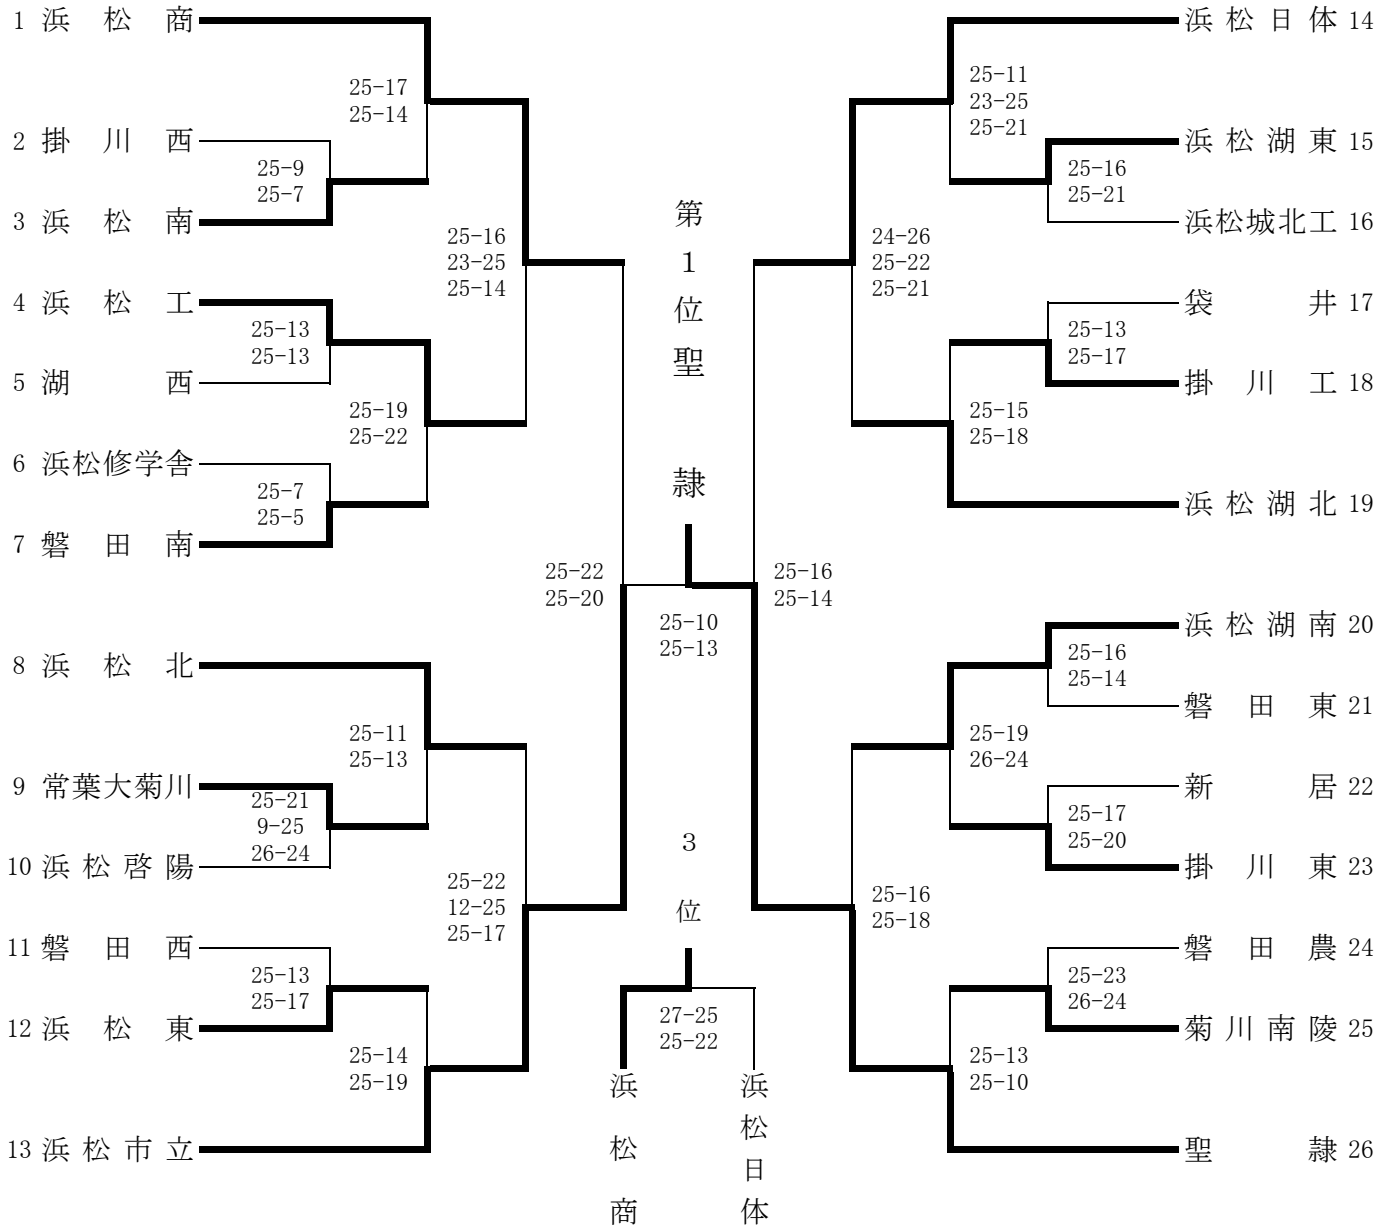 1 浜松商
25-17
25-14
2 掛川西
25-9
25-7
3 浜松南
25-16
23-25
25-14
4 浜松工
25-13
25-13
5 湖西
25-19
25-22
6 浜松修学舎
25-7
25-5
7 磐田南
25-22
25-20
8 浜松北
25-11
25-13
9 常葉大菊川
25-21
9-25
26-24
10 浜松啓陽
25-22
12-25
25-17
11 磐田西
25-13
25-17
12 浜松東
25-14
25-19
13 浜松市立
第1位聖隷
25-10
25-13
3位
27-25
25-22
浜松商
浜松日体
浜松日体 14
25-11
23-25
25-21
浜松湖東 15
25-16
25-21
浜松城北工 16
24-26
25-22
25-21
袋井 17
25-13
25-17
掛川工 18
25-15
25-18
浜松湖北 19
25-16
25-14
浜松湖南 20
25-16
25-14
磐田東 21
25-19
26-24
新居 22
25-17
25-20
掛川東 23
25-16
25-18
磐田農 24
25-23
26-24
菊川南陵 25
25-13
25-10
聖隷 26